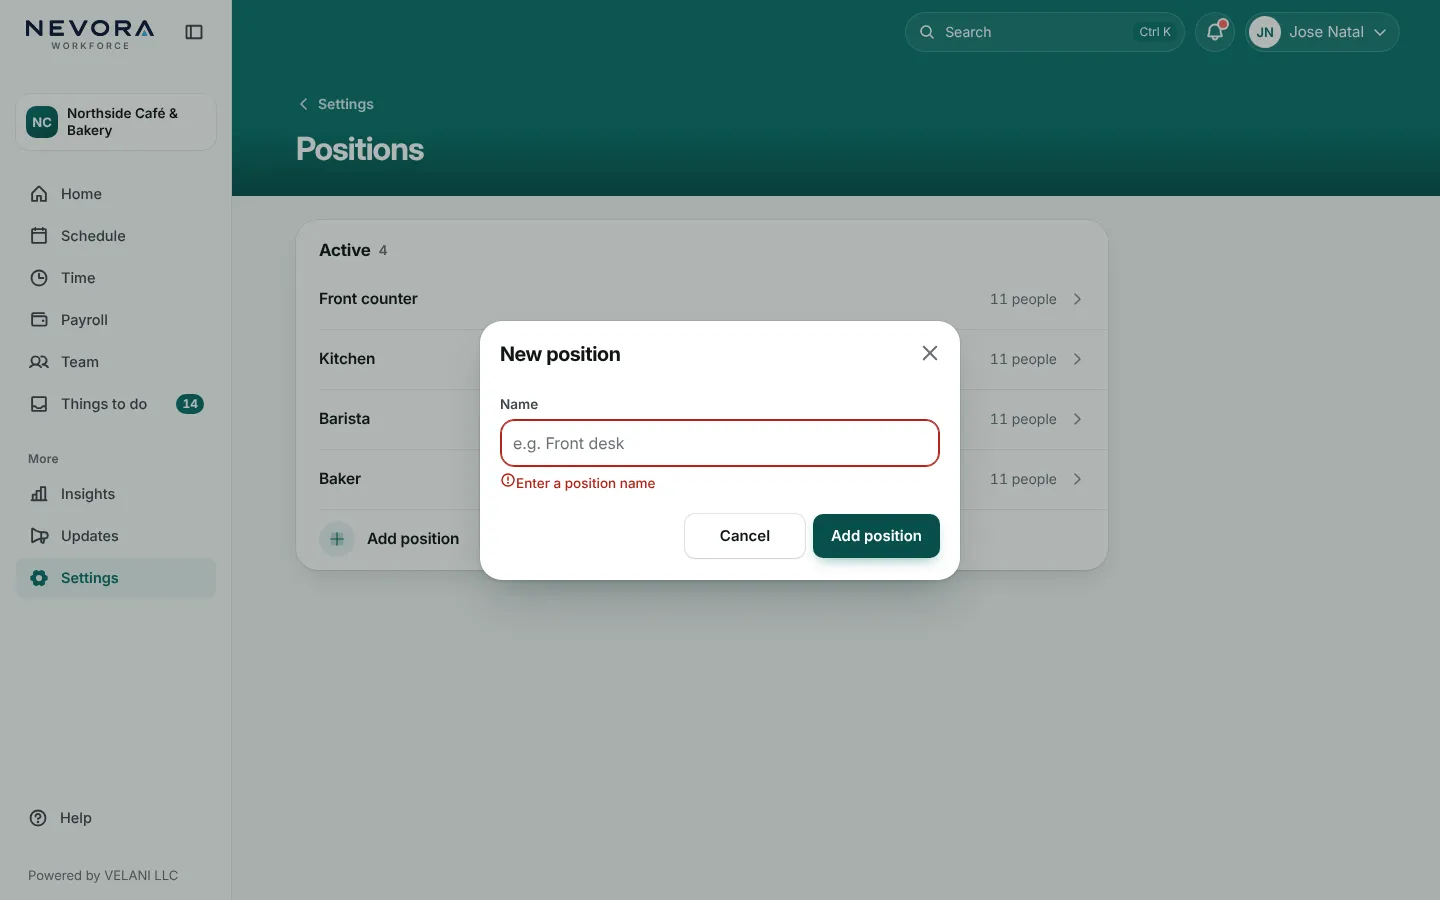 NEVORA
WORKFORCE
Search
Ctrl K
JN
Jose Natal
Northside Café &
Bakery
NC
Home
Schedule
Time
Payroll
Team
Things to do
14
More
Insights
Updates
Settings
Help
Powered by VELANI LLC
Settings
Positions
Active 4
Front counter
11 people
Kitchen
11 people
Barista
11 people
Baker
11 people
Add position
New position
Name
e.g. Front desk
Enter a position name
Cancel
Add position